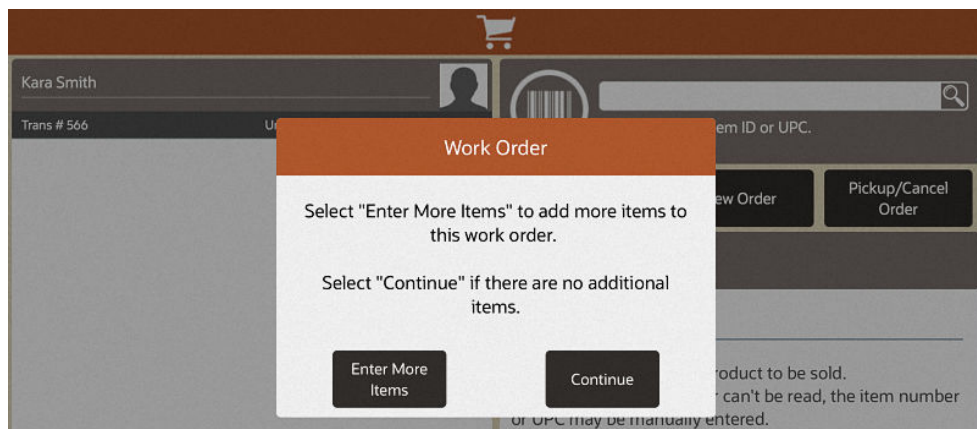 Kara Smith
Trans # 566
em ID or UPC.
Work Order
Select "Enter More Items" to add more items to
this work order.
Select "Continue" if there are no additional
items.
Enter More
Items
Continue
ew Order
Pickup/Cancel
Order
roduct to be sold.
can't be read, the item number
or UPC may be manually entered.